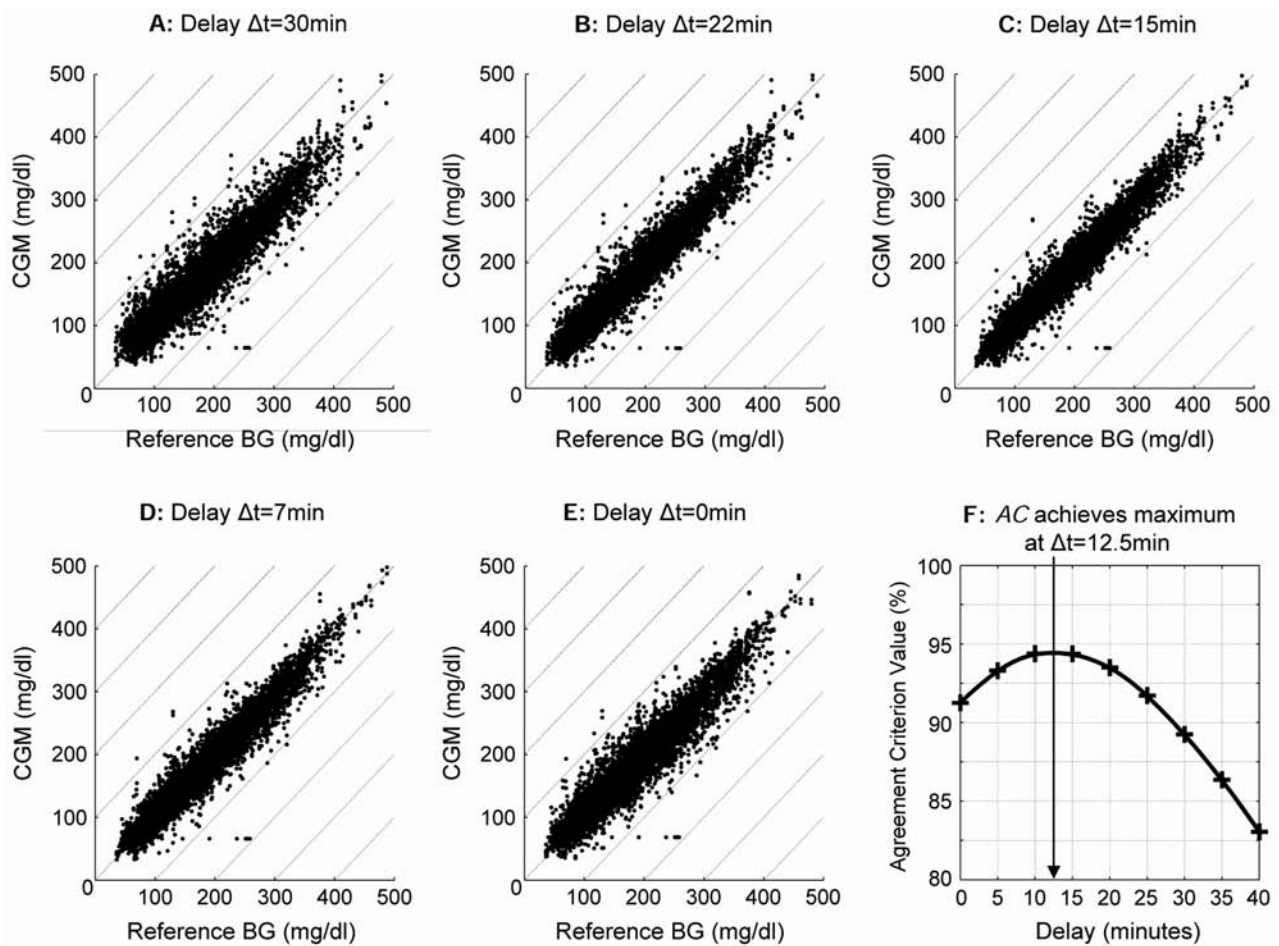 A: Delay Δt=30min
500
400
300
200
100
0
CGM (mg/dl)
100 200 300 400 500
Reference BG (mg/dl)
B: Delay Δt=22min
500
400
300
200
100
0
CGM (mg/dl)
100 200 300 400 500
Reference BG (mg/dl)
C: Delay Δt=15min
500
400
300
200
100
0
CGM (mg/dl)
100 200 300 400 500
Reference BG (mg/dl)
D: Delay Δt=7min
500
400
300
200
100
0
CGM (mg/dl)
100 200 300 400 500
Reference BG (mg/dl)
E: Delay Δt=0min
500
400
300
200
100
0
CGM (mg/dl)
100 200 300 400 500
Reference BG (mg/dl)
F: AC achieves maximum
at Δt=12.5min
100
95
90
85
80
Agreement Criterion Value (%)
0 5 10 15 20 25 30 35 40
Delay (minutes)